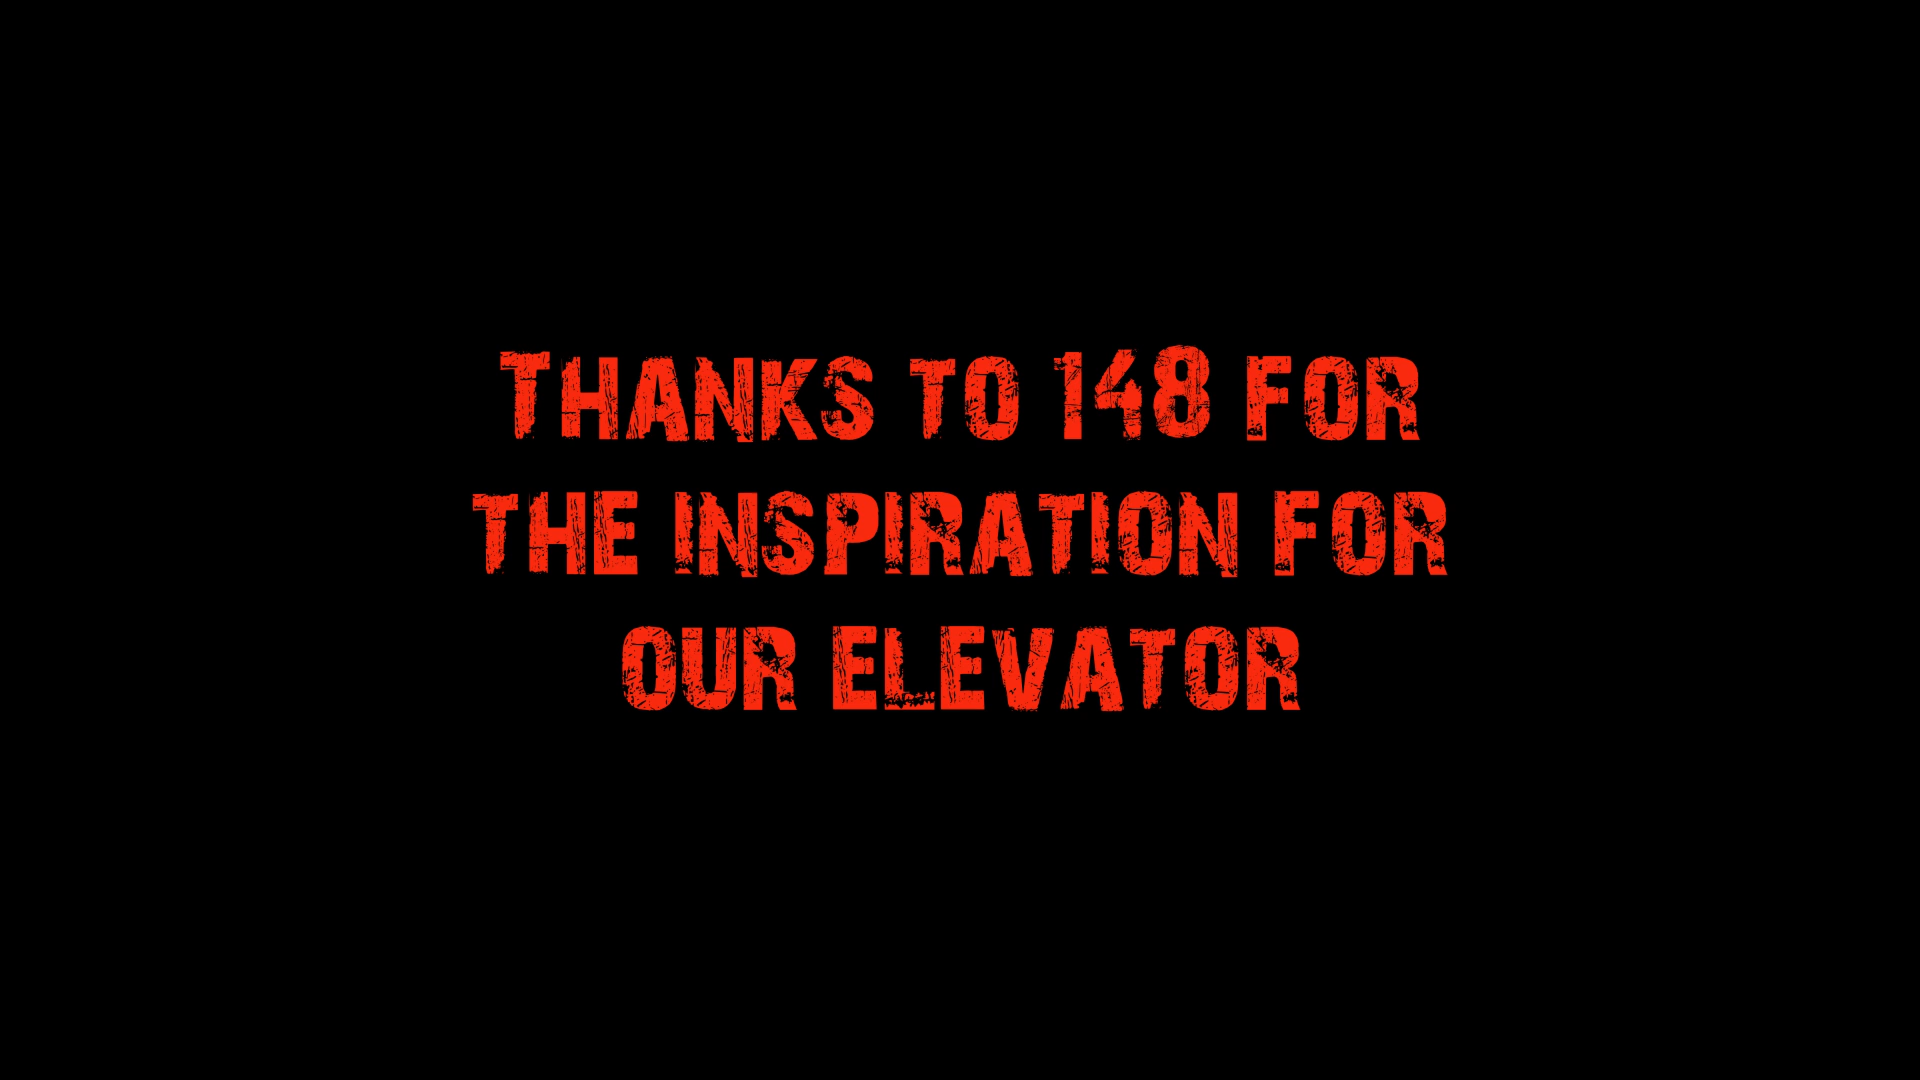 Thanks to 148 for
the inspiration for
our elevator